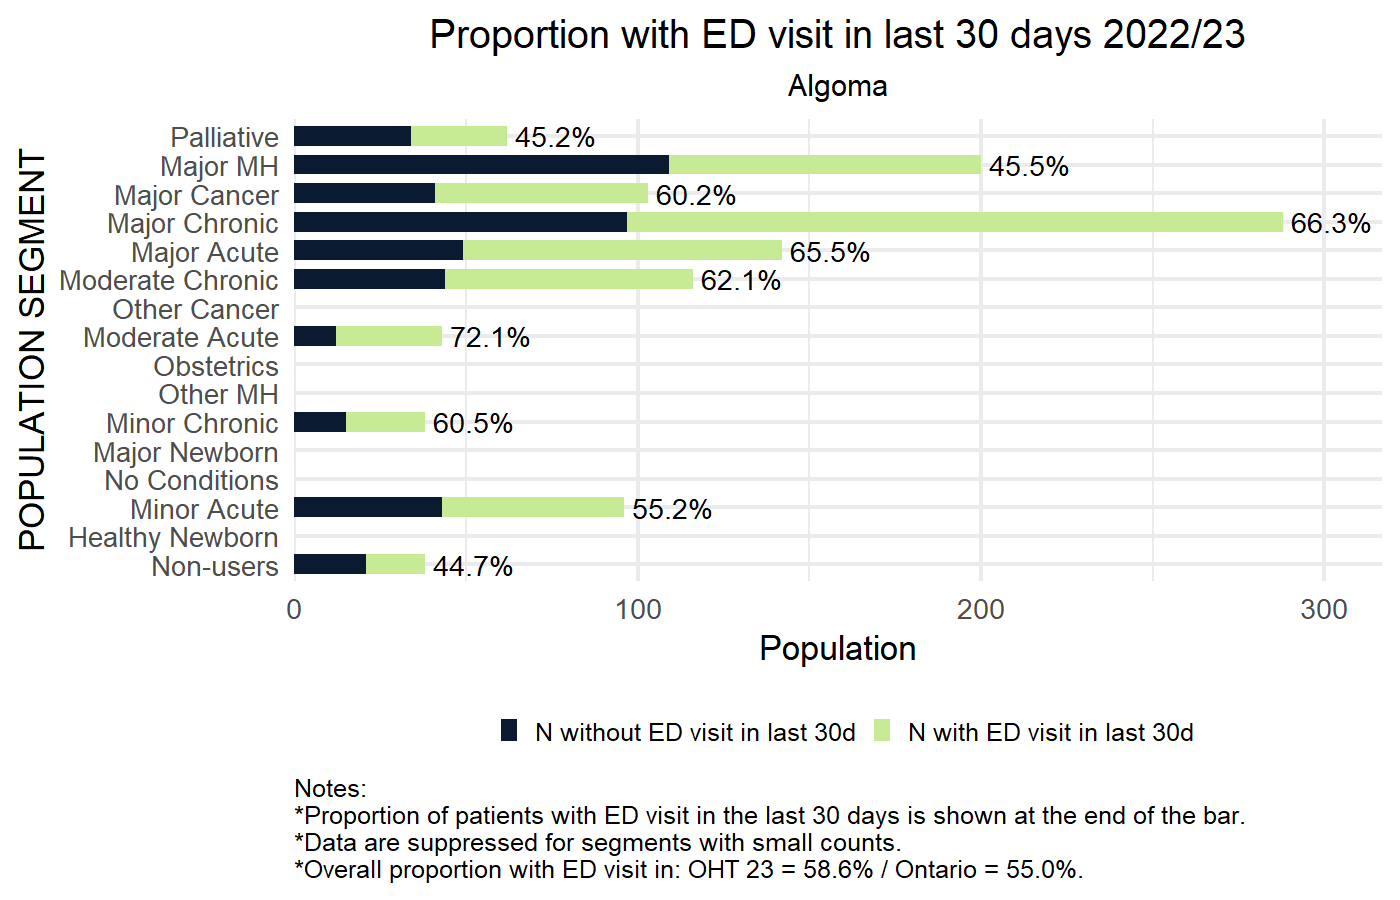 Proportion with ED visit in last 30 days 2022/23
Algoma
POPULATION SEGMENT
Palliative 45.2%
Major MH 45.5%
Major Cancer 60.2%
Major Chronic 66.3%
Major Acute 65.5%
Moderate Chronic 62.1%
Other Cancer
Moderate Acute 72.1%
Obstetrics
Other MH
Minor Chronic 60.5%
Major Newborn
No Conditions
Minor Acute 55.2%
Healthy Newborn
Non-users 44.7%
0 100 200 300
Population
N without ED visit in last 30d N with ED visit in last 30d
Notes:
*Proportion of patients with ED visit in the last 30 days is shown at the end of the bar.
*Data are suppressed for segments with small counts.
*Overall proportion with ED visit in: OHT 23 = 58.6% / Ontario = 55.0%.